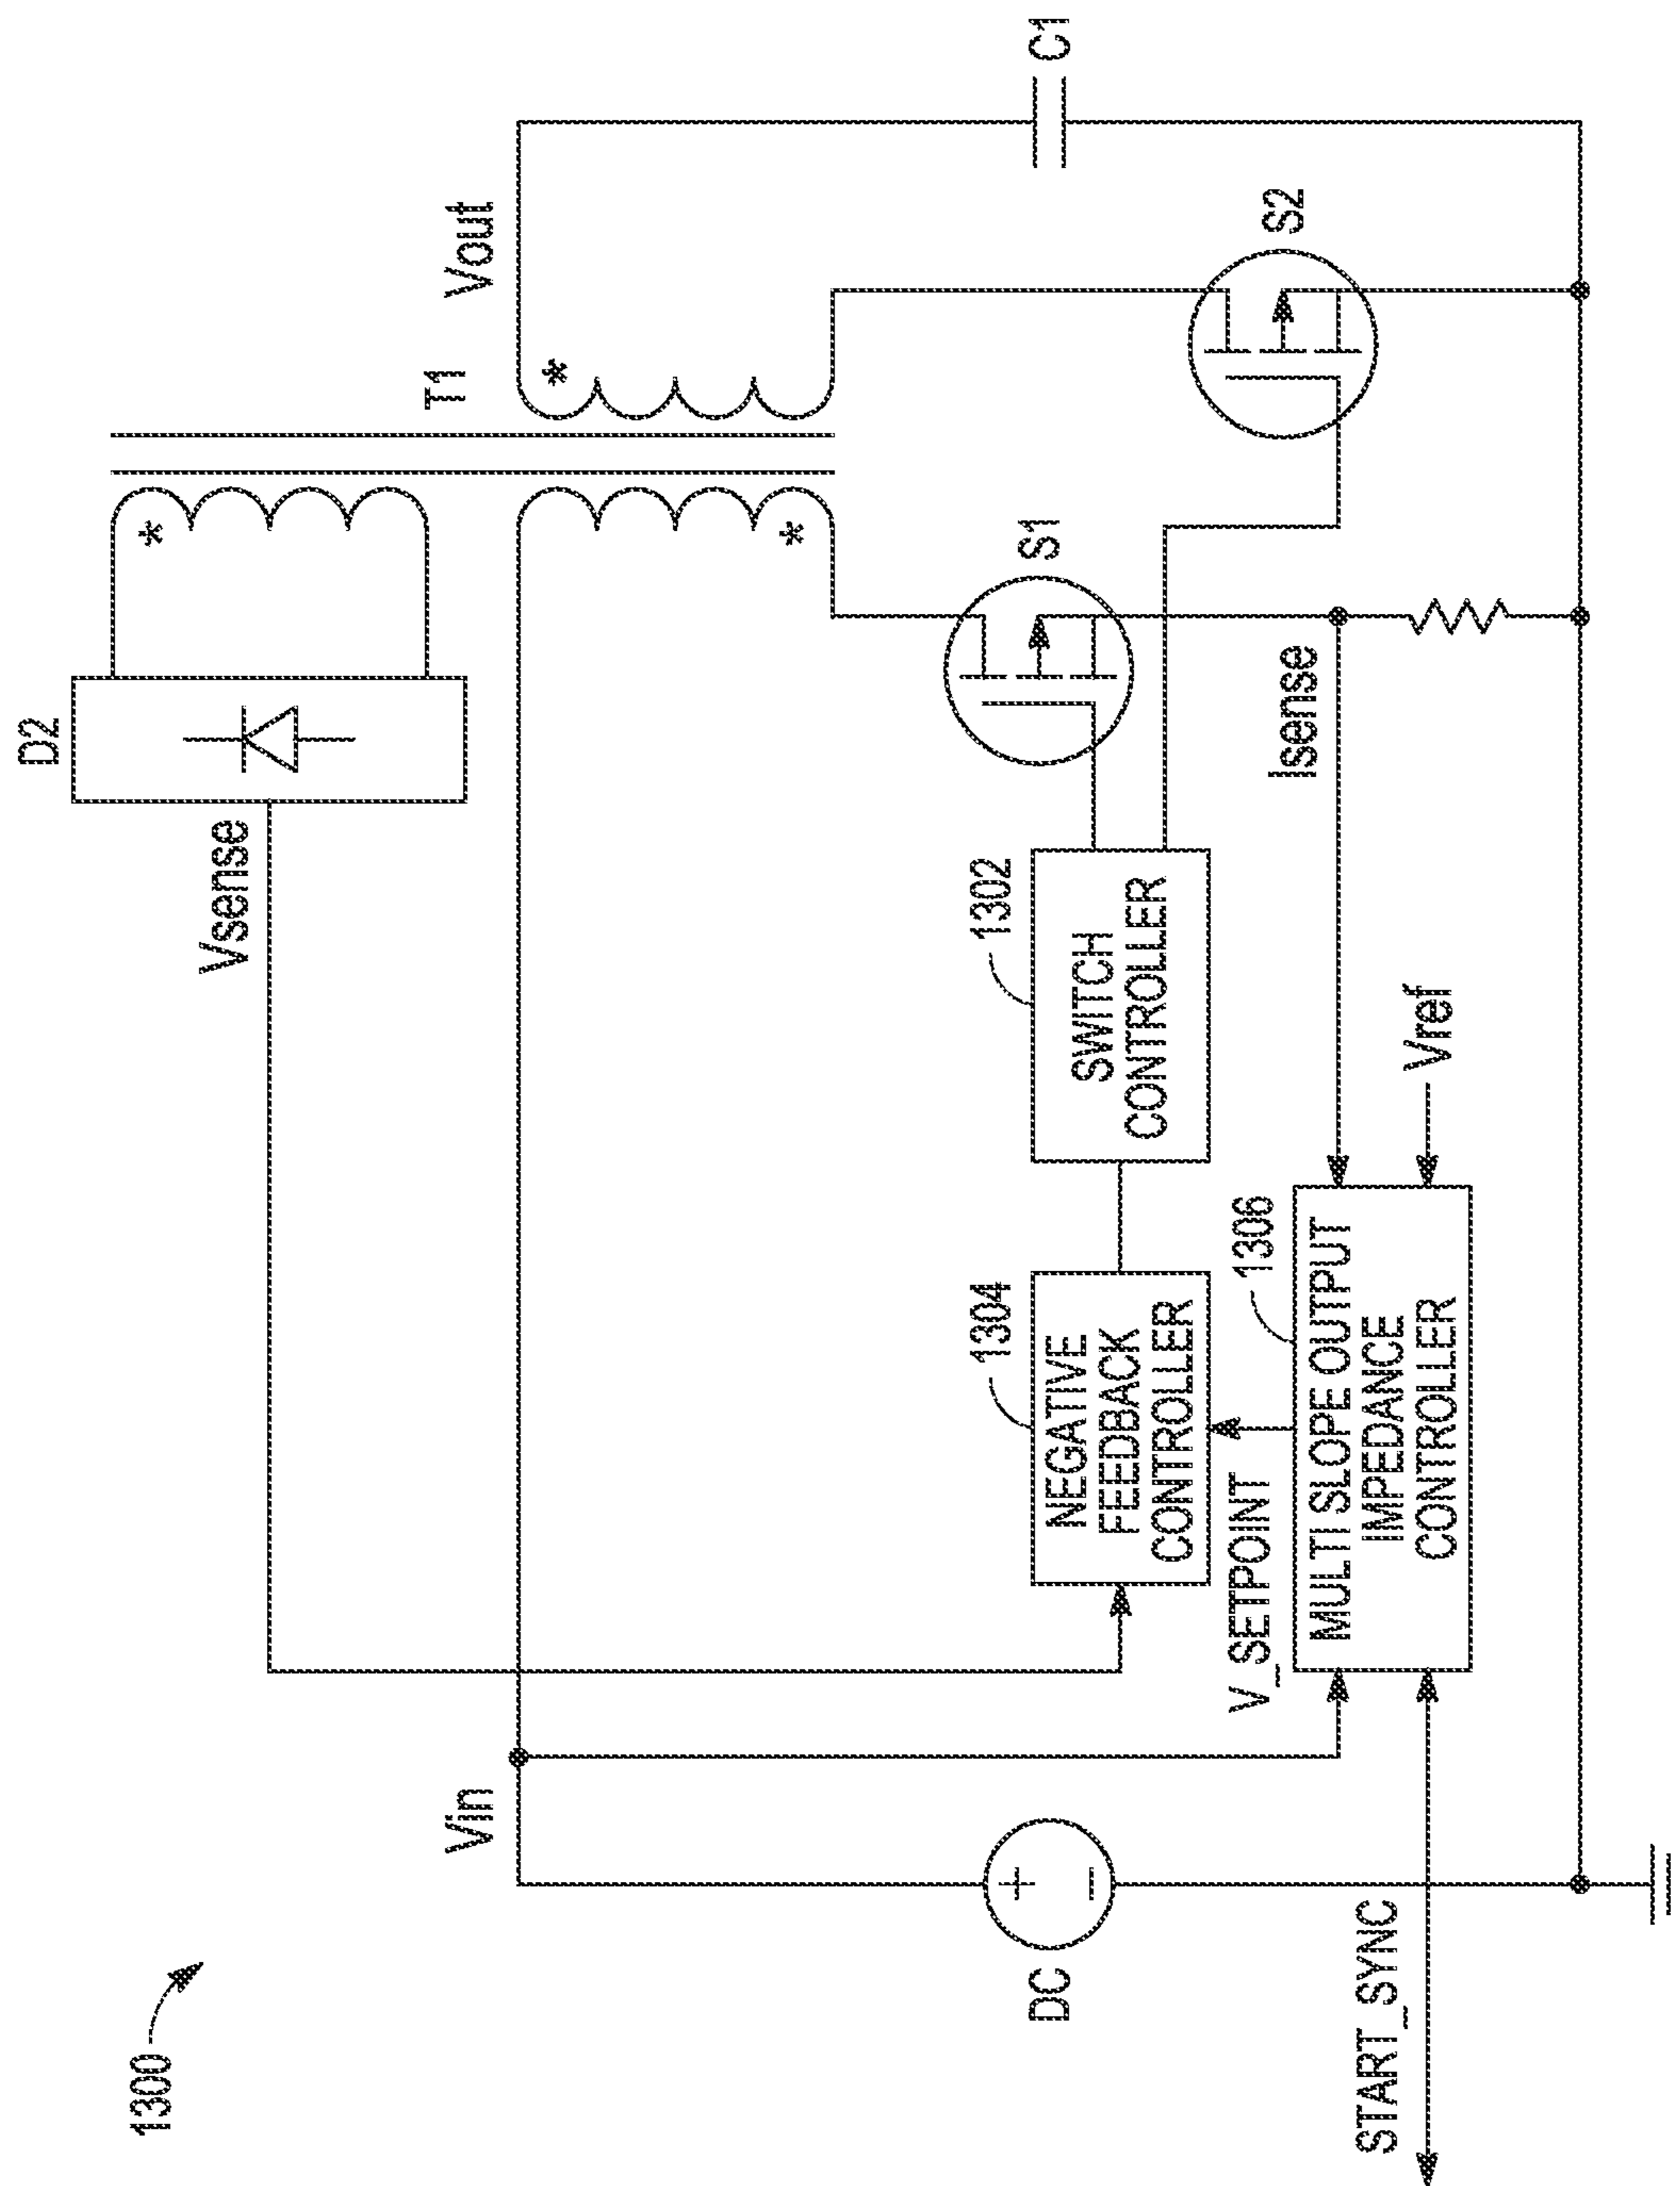 1300
D2
Vsense
T1
Vout
Vin
C1
S1
S2
DC
1302
SWITCH
CONTROLLER
1304
NEGATIVE
FEEDBACK
CONTROLLER
V_SETPOINT
1306
MULTI SLOPE OUTPUT
IMPEDANCE
CONTROLLER
Isense
Vref
START_SYNC
*
*
*
+
−